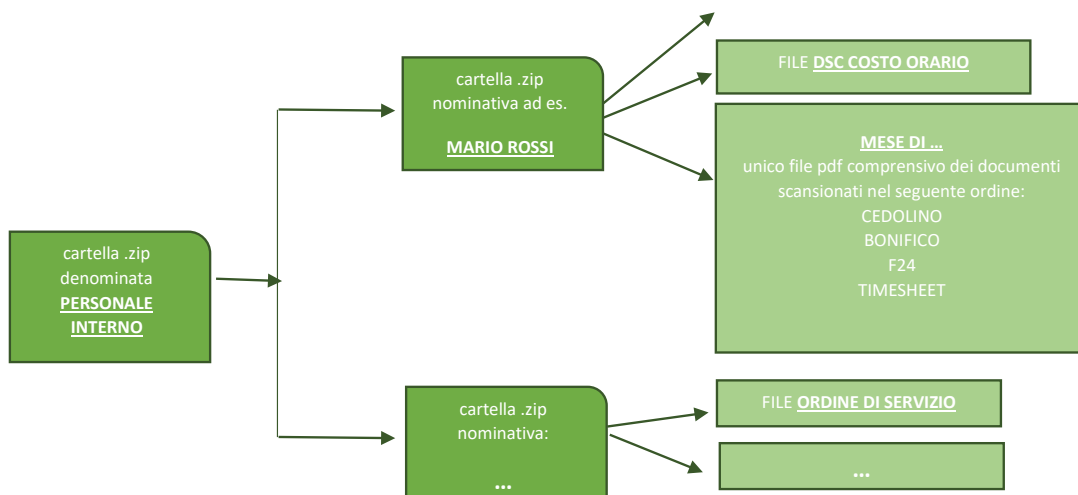 cartella .zip
denominata
PERSONALE
INTERNO
cartella .zip
nominativa ad es.
MARIO ROSSI
FILE DSC COSTO ORARIO
MESE DI ...
unico file pdf comprensivo dei documenti
scansionati nel seguente ordine:
CEDOLINO
BONIFICO
F24
TIMESHEET
cartella .zip
nominativa:
...
FILE ORDINE DI SERVIZIO
...